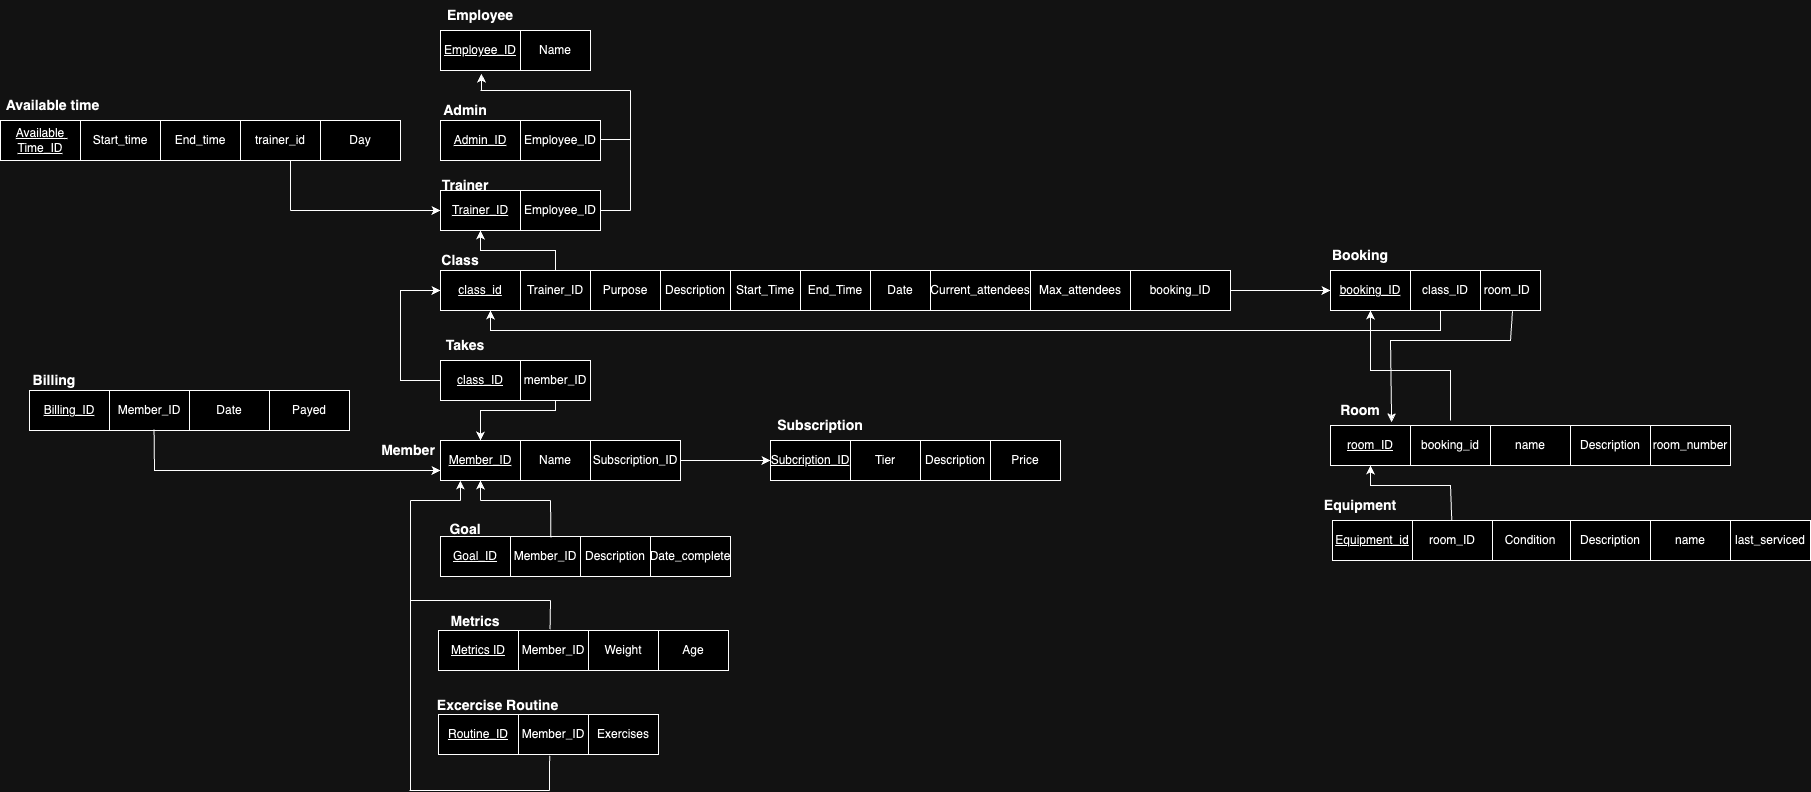 Employee
Employee_ID Name
Available time
Available
Time_ID Start_time End_time trainer_id Day
Admin
Admin_ID Employee_ID
Trainer
Trainer_ID Employee_ID
Class
class_id Trainer_ID Purpose Description Start_Time End_Time Date Current_attendees Max_attendees booking_ID
Booking
booking_ID class_ID room_ID
Takes
class_ID member_ID
Billing
Billing_ID Member_ID Date Payed
Member
Member_ID Name Subscription_ID
Subscription
Subcription_ID Tier Description Price
Room
room_ID booking_id name Description room_number
Equipment
Equipment_id room_ID Condition Description name last_serviced
Goal
Goal_ID Member_ID Description Date_complete
Metrics
Metrics ID Member_ID Weight Age
Excercise Routine
Routine_ID Member_ID Exercises